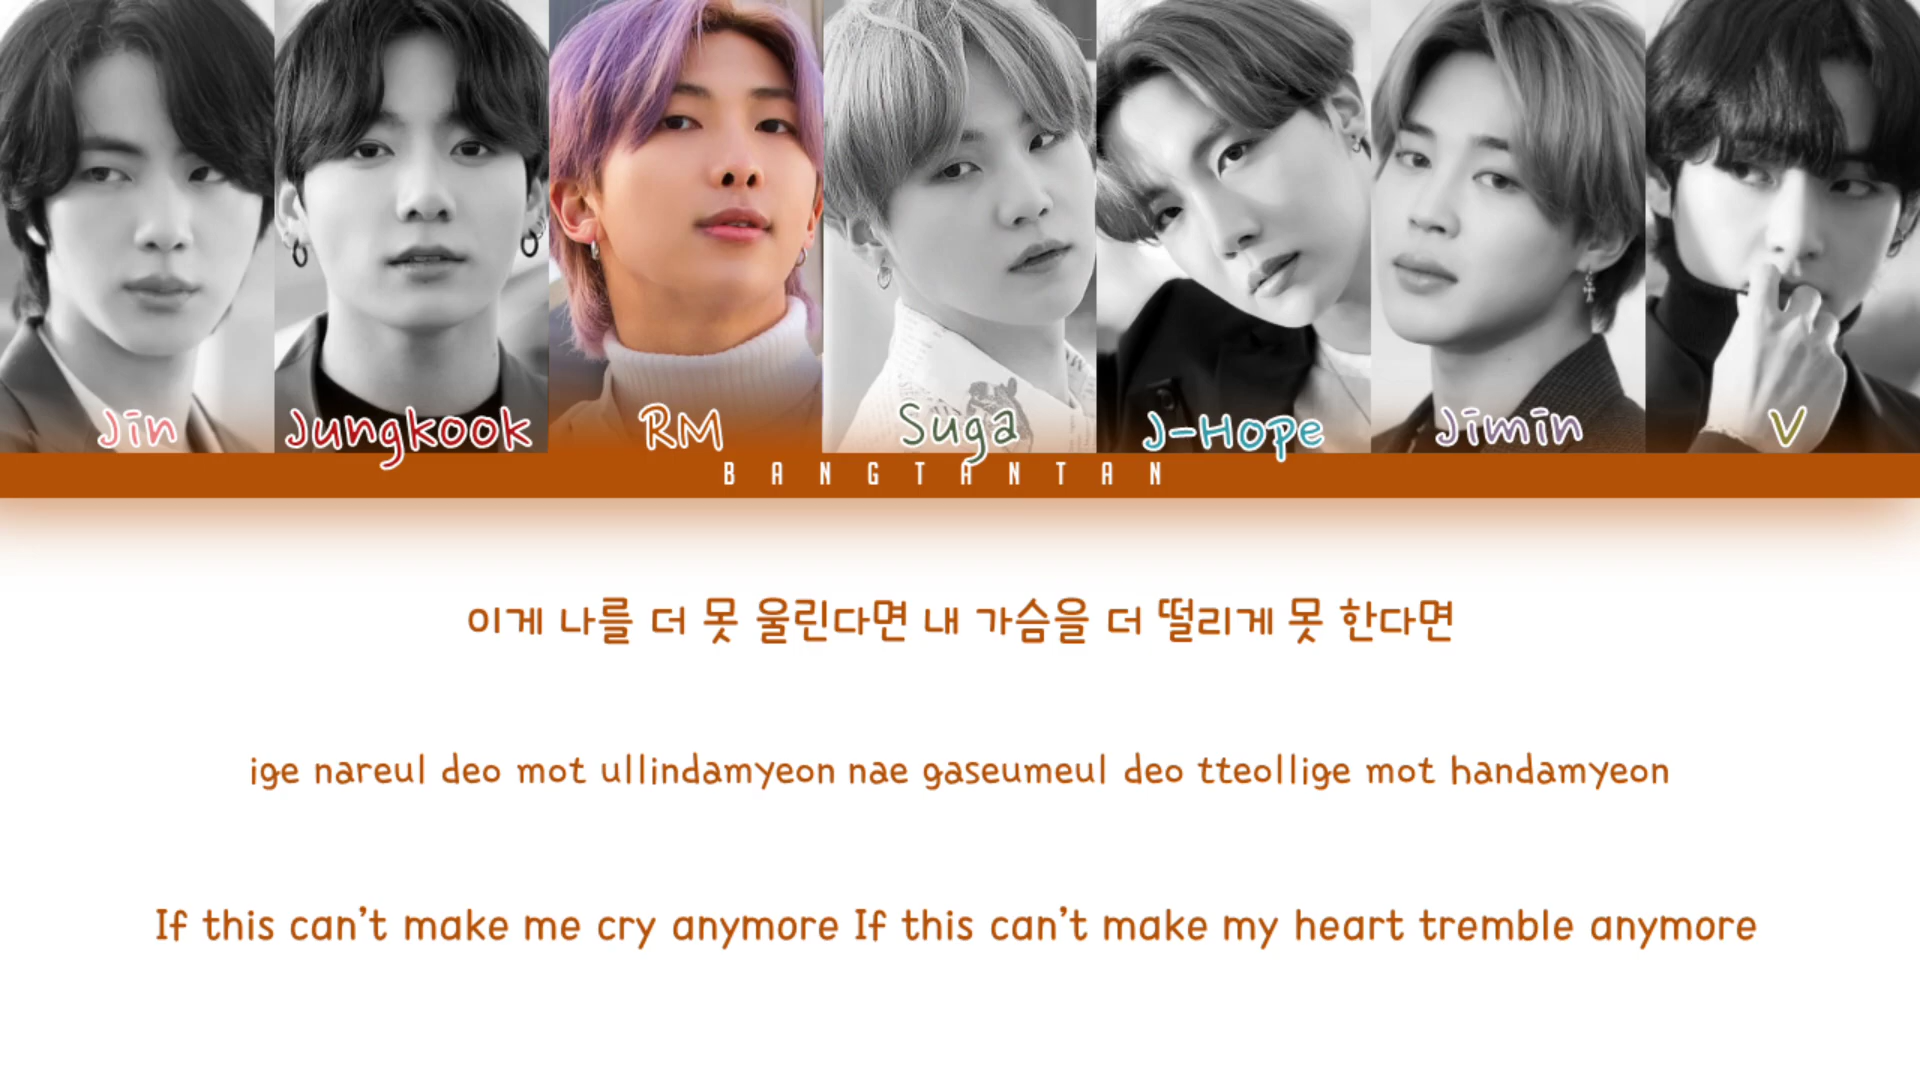 Jin Jungkook RM Suga J-Hope Jimin V
BANGTANTAN
이게 나를 더 못 울린다면 내 가슴을 더 떨리게 못 한다면
ige nareul deo mot ullindamyeon nae gaseumeul deo tteollige mot handamyeon
If this can't make me cry anymore If this can't make my heart tremble anymore